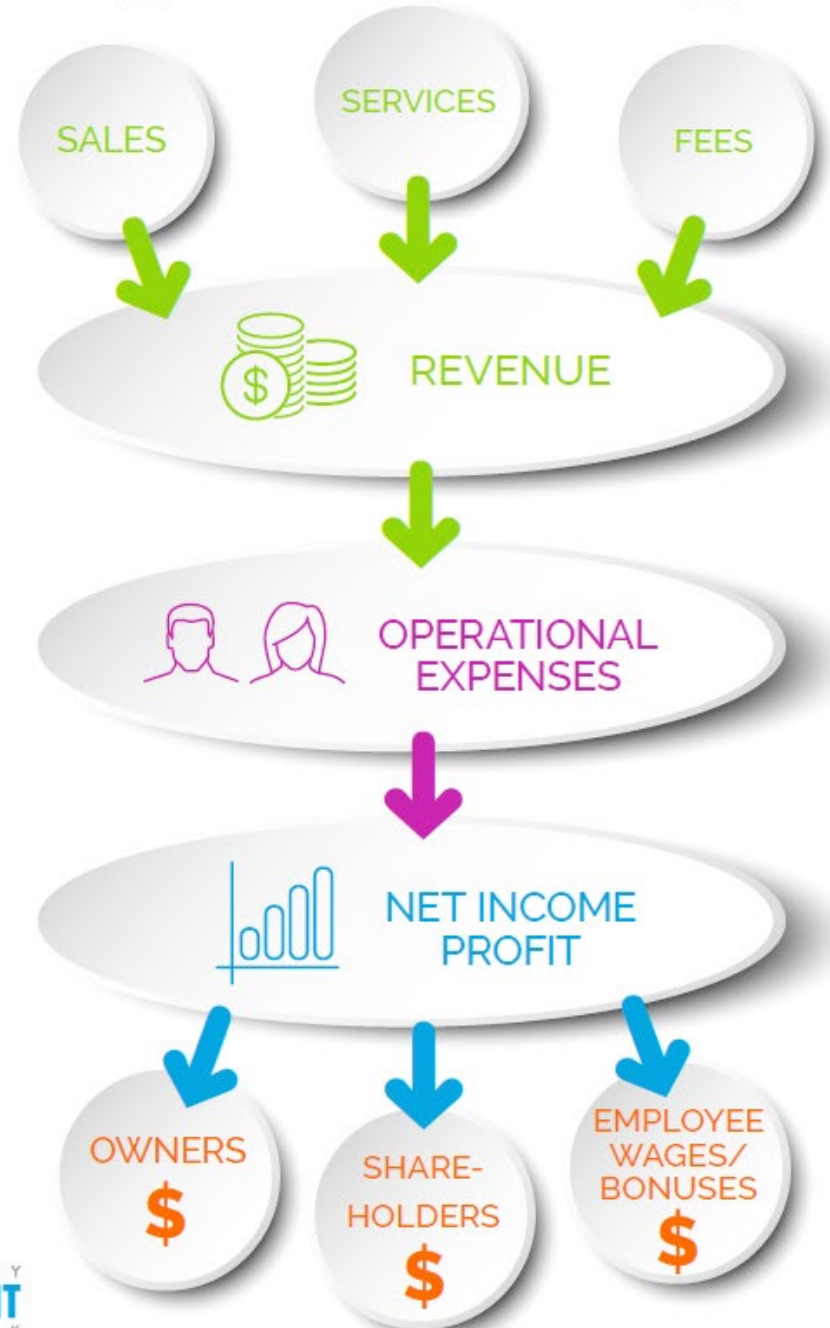 SALES
SERVICES
FEES
$
REVENUE
OPERATIONAL
EXPENSES
NET INCOME
PROFIT
OWNERS
$
SHARE-
HOLDERS
$
EMPLOYEE
WAGES/
BONUSES
$